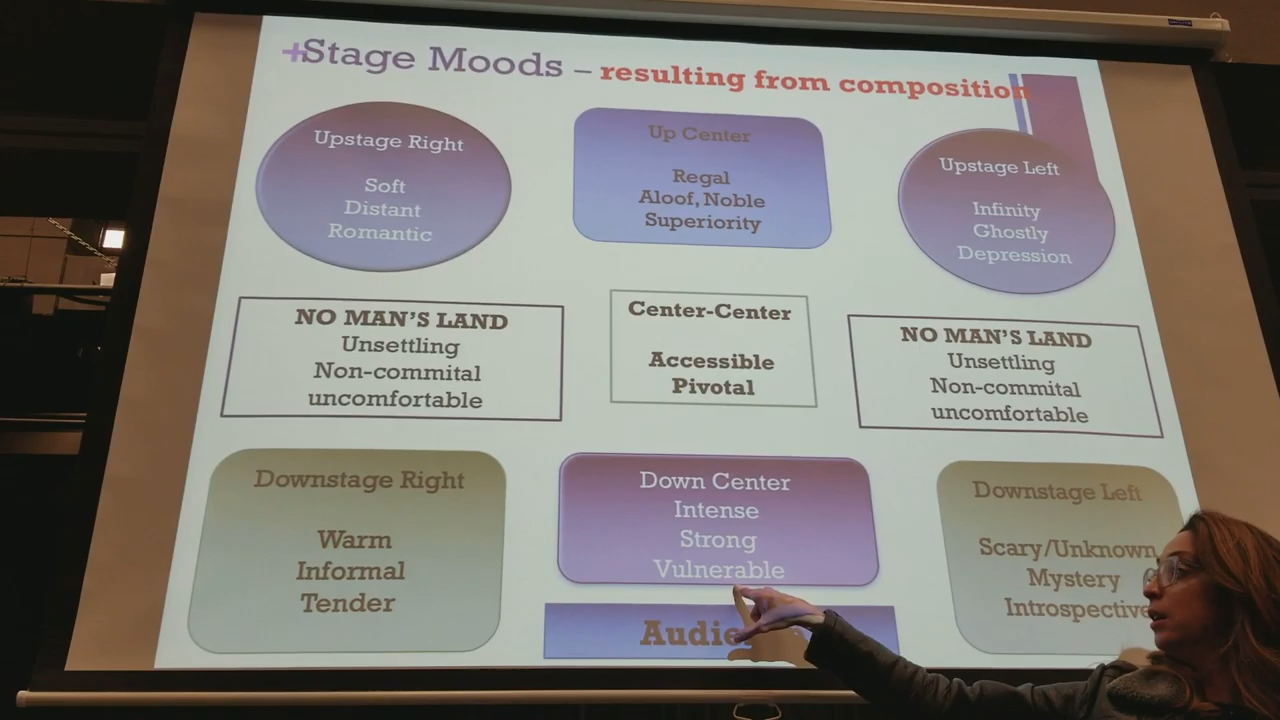 +Stage Moods – resulting from composition
Upstage Right
Soft
Distant
Romantic
Up Center
Regal
Aloof, Noble
Superiority
Upstage Left
Infinity
Ghostly
Depression
NO MAN'S LAND
Unsettling
Non-commital
uncomfortable
Center-Center
Accessible
Pivotal
NO MAN'S LAND
Unsettling
Non-commital
uncomfortable
Downstage Right
Warm
Informal
Tender
Down Center
Intense
Strong
Vulnerable
Downstage Left
Scary/Unknown
Mystery
Introspective